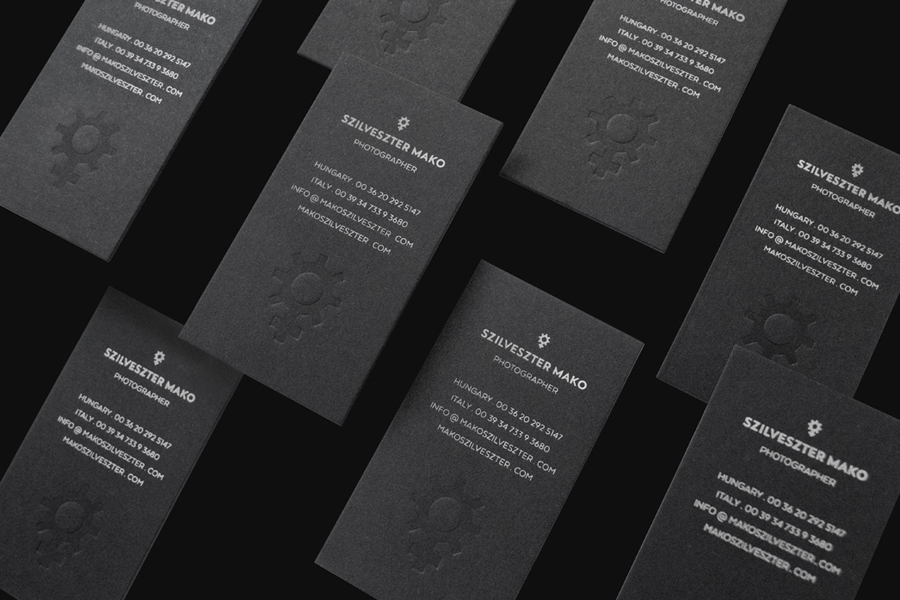 SZILVESZTER MAKO
PHOTOGRAPHER
HUNGARY . 00 36 20 292 5147
ITALY . 00 39 34 733 9 3680
INFO @ MAKOSZILVESZTER . COM
MAKOSZILVESZTER . COM
SZILVESZTER MAKO
PHOTOGRAPHER
HUNGARY . 00 36 20 292 5147
ITALY . 00 39 34 733 9 3680
INFO @ MAKOSZILVESZTER . COM
MAKOSZILVESZTER . COM
SZILVESZTER MAKO
PHOTOGRAPHER
HUNGARY . 00 36 20 292 5147
ITALY . 00 39 34 733 9 3680
INFO @ MAKOSZILVESZTER . COM
MAKOSZILVESZTER . COM
SZILVESZTER MAKO
PHOTOGRAPHER
HUNGARY . 00 36 20 292 5147
ITALY . 00 39 34 733 9 3680
INFO @ MAKOSZILVESZTER . COM
MAKOSZILVESZTER . COM
SZILVESZTER MAKO
PHOTOGRAPHER
HUNGARY . 00 36 20 292 5147
ITALY . 00 39 34 733 9 3680
INFO @ MAKOSZILVESZTER . COM
MAKOSZILVESZTER . COM
SZILVESZTER MAKO
PHOTOGRAPHER
HUNGARY . 00 36 20 292 5147
ITALY . 00 39 34 733 9 3680
INFO @ MAKOSZILVESZTER . COM
MAKOSZILVESZTER . COM
SZILVESZTER MAKO
PHOTOGRAPHER
HUNGARY . 00 36 20 292 5147
ITALY . 00 39 34 733 9 3680
INFO @ MAKOSZILVESZTER . COM
MAKOSZILVESZTER . COM